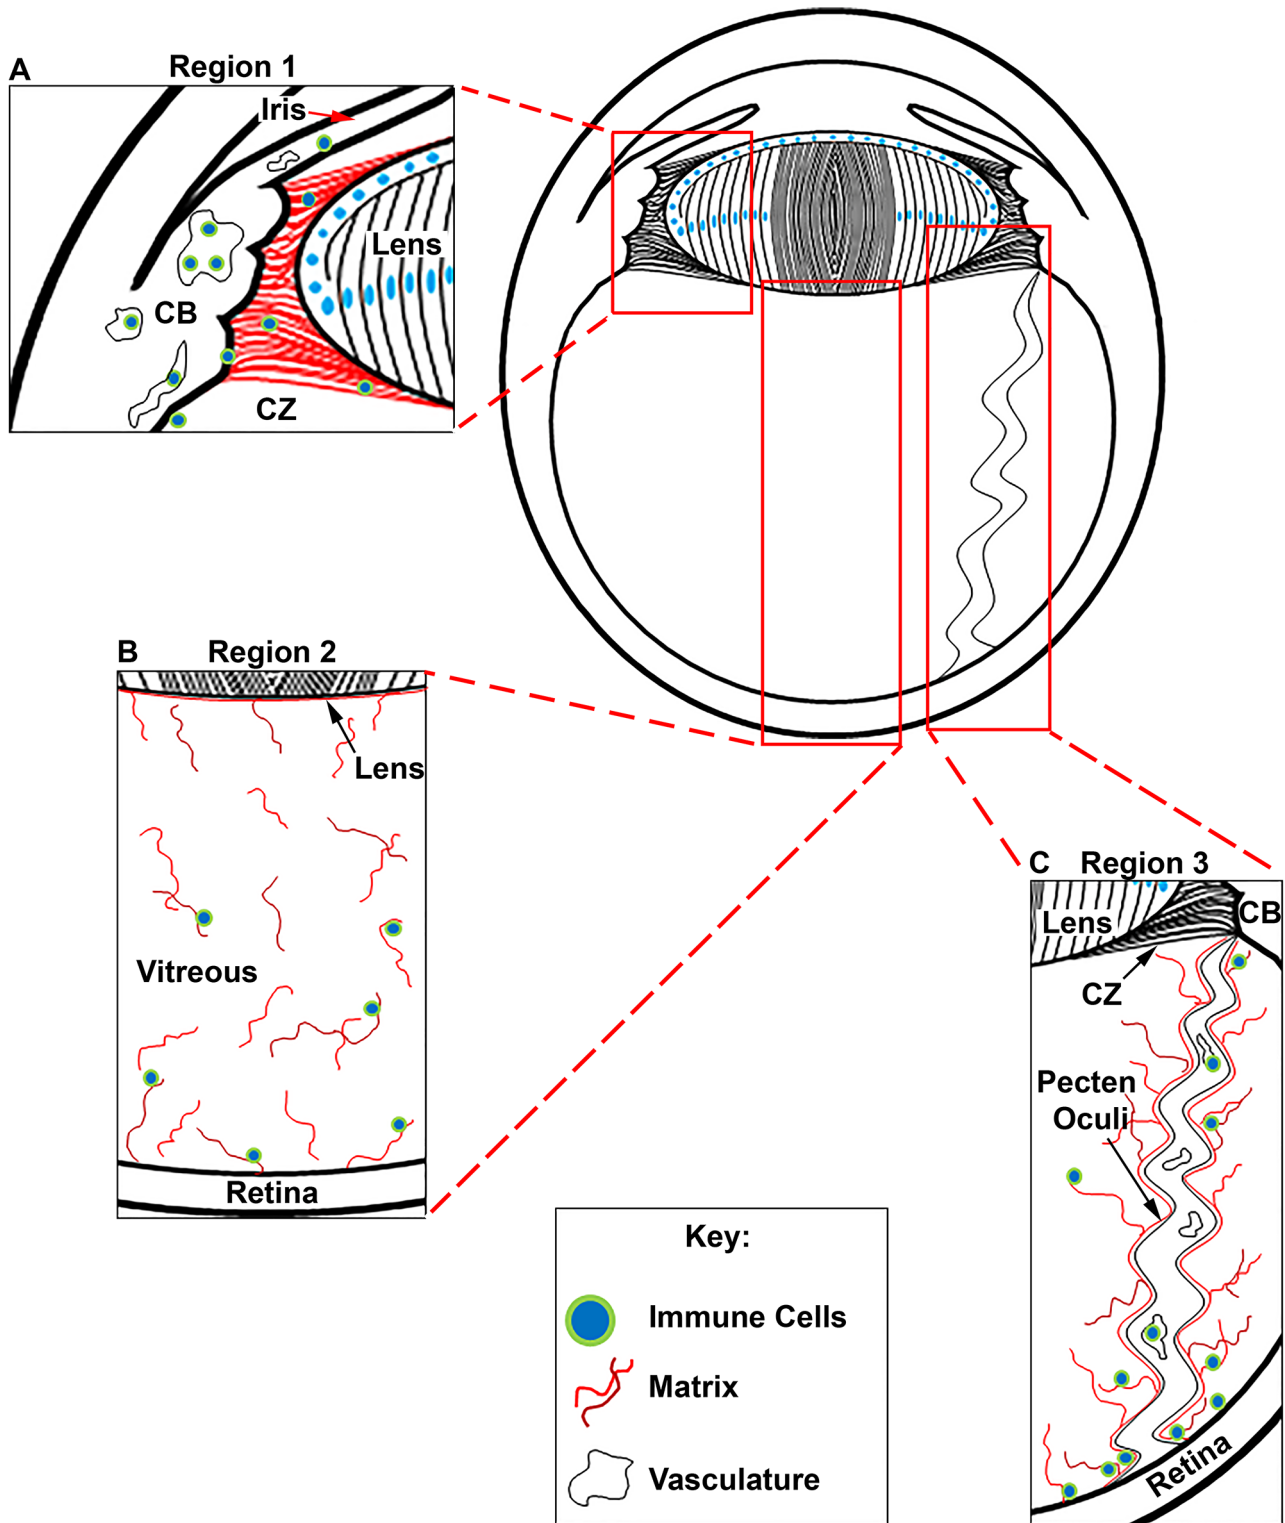 A
Region 1
Iris
Lens
CB
CZ
B
Region 2
Lens
Vitreous
Retina
C
Region 3
Lens
CB
CZ
Pecten
Oculi
Retina
Key:
Immune Cells
Matrix
Vasculature